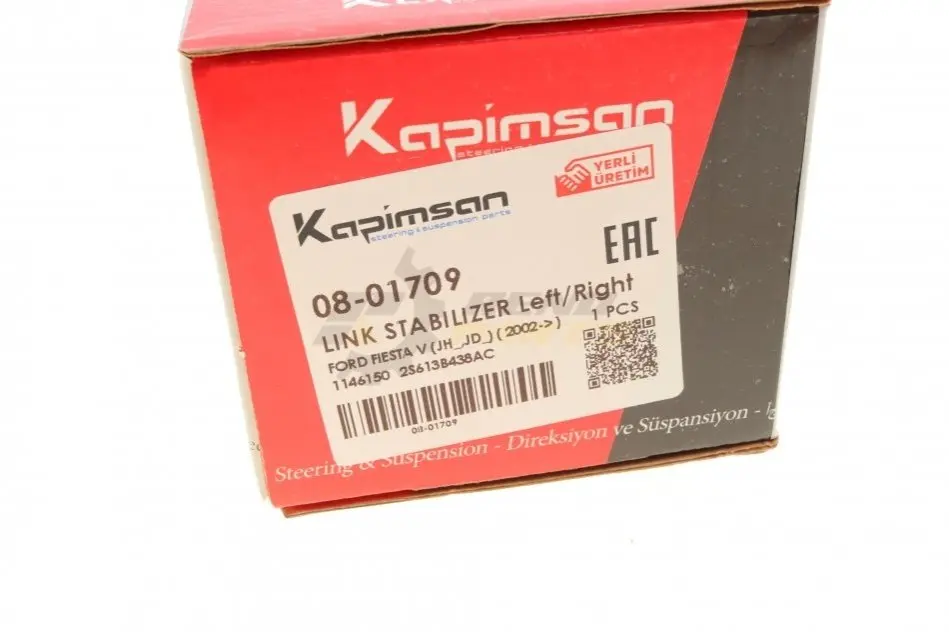 Kapimsan
steering &
Kapimsan
steering & suspension parts
YERLİ
ÜRETİM
EAC
08-01709
LINK STABILIZER Left/Right
FORD FIESTA V (JH_,JD_) ( 2002-> )
1 PCS
1146150 2S613B438AC
08-01709
Steering & Suspension - Direksiyon ve Süspansiyon -